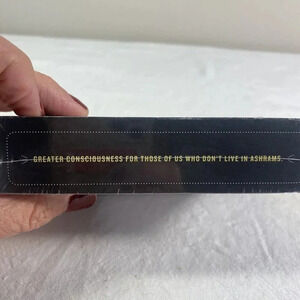 GREATER CONSCIOUSNESS FOR THOSE OF US WHO DON'T LIVE IN ASHRAMS.